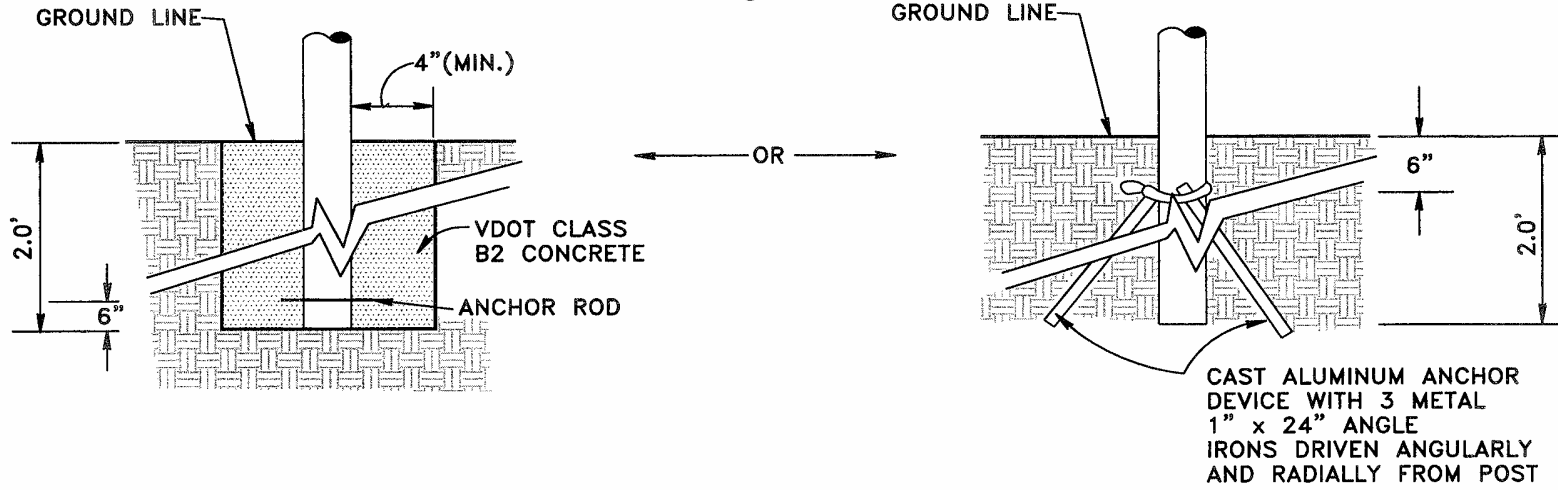 GROUND LINE
4"(MIN.)
2.0'
6"
VDOT CLASS
B2 CONCRETE
ANCHOR ROD
OR
GROUND LINE
6"
2.0'
CAST ALUMINUM ANCHOR
DEVICE WITH 3 METAL
1" x 24" ANGLE
IRONS DRIVEN ANGULARLY
AND RADIALLY FROM POST